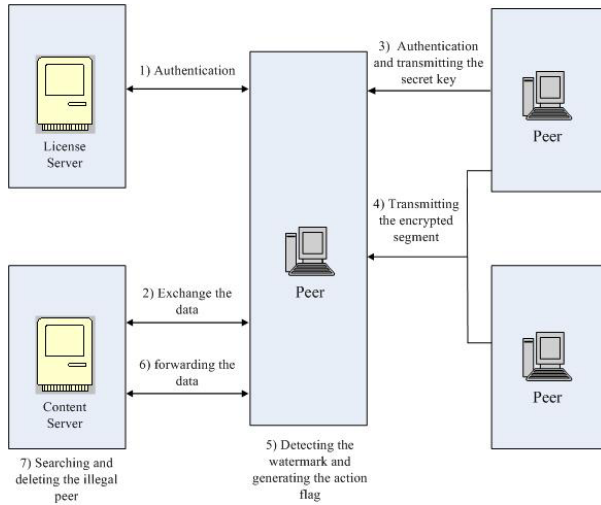 1) Authentication
License
Server
3) Authentication
and transmitting the
secret key
Peer
4) Transmitting
the encrypted
segment
Peer
2) Exchange the
data
6) forwarding the
data
Content
Server
Peer
7) Searching and
deleting the illegal
peer
5) Detecting the
watermark and
generating the action
flag